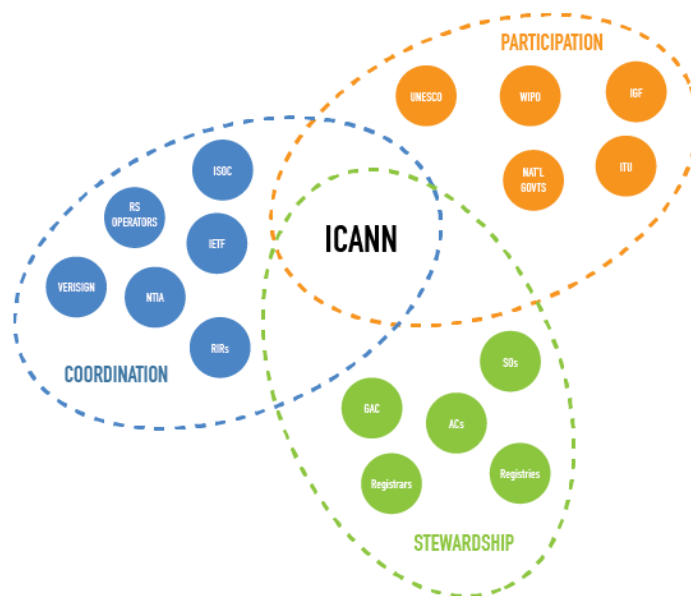 PARTICIPATION
UNESCO
WIPO
IGF
NAT'L
GOVTS
ITU
ISOC
RS
OPERATORS
IETF
VERISIGN
NTIA
RIRs
COORDINATION
ICANN
SOs
GAC
ACs
Registrars
Registries
STEWARDSHIP